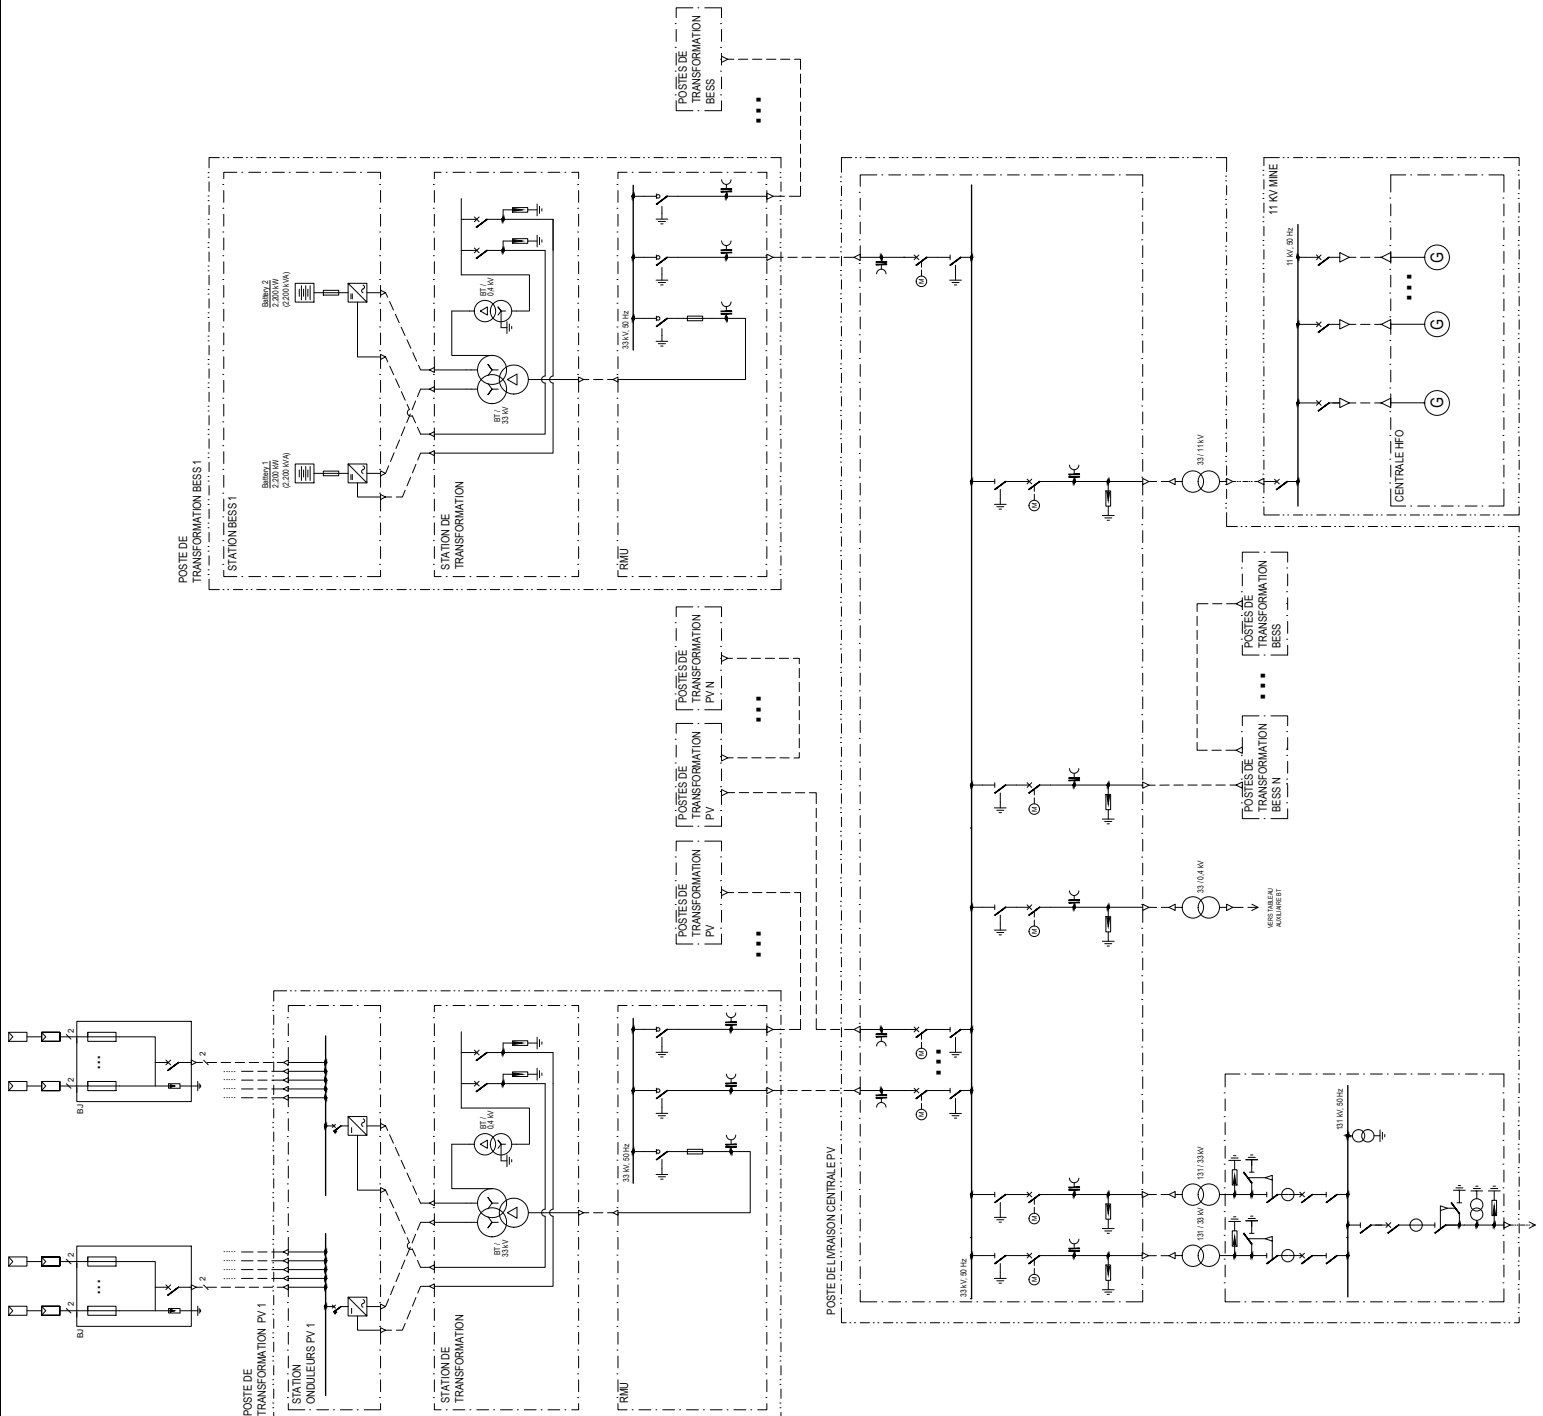 POSTES DE
TRANSFORMATION
BESS
POSTE DE
TRANSFORMATION BESS 1
STATION BESS 1
Battery 2
2,200 kW
(2,200 kVA)
Battery 1
2,200 kW
(2,200 kVA)
STATION DE
TRANSFORMATION
BT /
0,4 kV
BT /
33 kV
RMU
33 kV, 50 Hz
M
11 KV MINE
11 kV, 50 Hz
G
G
G
CENTRALE HFO
33 / 11 kV
M
POSTES DE
TRANSFORMATION
PV N
POSTES DE
TRANSFORMATION
PV
POSTES DE
TRANSFORMATION
PV
POSTES DE
TRANSFORMATION
BESS
POSTES DE
TRANSFORMATION
BESS N
M
M
33 / 0,4 kV
VERS TABLEAU
AUXILIAIRE BT
2
2
BJ
2
2
2
BJ
2
POSTE DE
TRANSFORMATION PV 1
STATION
ONDULEURS PV 1
STATION DE
TRANSFORMATION
BT /
0,4 kV
BT /
33 kV
RMU
33 kV, 50 Hz
POSTE DE LIVRAISON CENTRALE PV
M
M
33 kV, 50 Hz
M
M
131 / 33 kV
131 / 33 kV
131 kV, 50 Hz